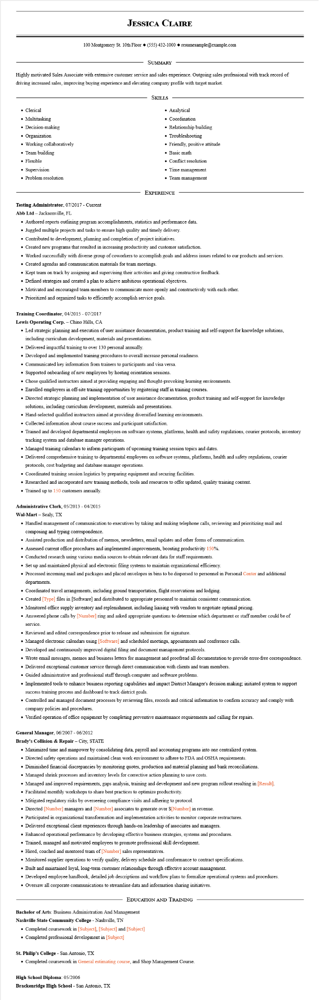 Jessica Claire
100 Montgomery St. 10th Floor ◆ (555) 432-1000 ◆ resumesample@example.com
Summary
Highly motivated Sales Associate with extensive customer service and sales experience. Outgoing sales professional with track record of
driving increased sales, improving buying experience and elevating company profile with target market.
Skills
• Clerical
• Multitasking
• Decision-making
• Organization
• Working collaboratively
• Team building
• Flexible
• Supervision
• Problem resolution
• Analytical
• Coordination
• Relationship building
• Troubleshooting
• Friendly, positive attitude
• Basic math
• Conflict resolution
• Time management
• Team management
Experience
Testing Administrator, 07/2017 - Current
Abb Ltd – Jacksonville, FL
• Authored reports outlining program accomplishments, statistics and performance data.
• Juggled multiple projects and tasks to ensure high quality and timely delivery.
• Contributed to development, planning and completion of project initiatives.
• Created new programs that resulted in increasing productivity and customer satisfaction.
• Worked successfully with diverse group of coworkers to accomplish goals and address issues related to our products and services.
• Created agendas and communication materials for team meetings.
• Kept team on track by assigning and supervising their activities and giving constructive feedback.
• Defined strategies and created a plan to achieve ambitious operational objectives.
• Motivated and encouraged team members to communicate more openly and constructively with each other.
• Prioritized and organized tasks to efficiently accomplish service goals.
Training Coordinator, 04/2015 - 07/2017
Lewis Operating Corp. – Chino Hills, CA
• Led strategic planning and execution of user assistance documentation, product training and self-support for knowledge solutions,
including curriculum development, materials and presentations.
• Delivered impactful training to over 130 personal annually.
• Developed and implemented training procedures to overall increase personal readiness.
• Communicated key information from trainers to participants and visa versa.
• Supported onboarding of new employees by hosting orientation sessions.
• Chose qualified instructors aimed at providing engaging and thought-provoking learning environments.
• Enrolled employees in off-site training opportunities by registering staff in training courses.
• Directed strategic planning and implementation of user assistance documentation, product training and self-support for knowledge
solutions, including curriculum development, materials and presentations.
• Hand-selected qualified instructors aimed at providing diversified learning environments.
• Collected information about course success and participant satisfaction.
• Trained and developed departmental employees on software systems, platforms, health and safety regulations, courier protocols, inventory
tracking system and database manager operations.
• Managed training calendars to inform participants of upcoming training session topics and dates.
• Delivered comprehensive training to departmental employees on software systems, platforms, health and safety regulations, courier
protocols, cost budgeting and database manager operations.
• Coordinated training session logistics by preparing equipment and securing facilities.
• Researched and incorporated new training methods, tools and resources to offer updated, quality training content.
• Trained up to 150 customers annually.
Administrative Clerk, 05/2013 - 04/2015
Wal-Mart – Sealy, TX
• Handled management of communication to executives by taking and making telephone calls, reviewing and prioritizing mail and
composing and typing correspondence.
• Assisted production and distribution of memos, newsletters, email updates and other forms of communication.
• Assessed current office procedures and implemented improvements, boosting productivity 150%.
• Conducted research using various media sources to obtain relevant data for staff requirements.
• Set up and maintained physical and electronic filing systems to maintain organizational efficiency.
• Processed incoming mail and packages and placed envelopes in bins to be dispersed to personnel in Personal Center and additional
departments.
• Coordinated travel arrangements, including ground transportation, flight reservations and lodging.
• Created [Type] files in [Software] and distributed to appropriate personnel to maintain consistent communication.
• Monitored office supply inventory and replenishment, including liaising with vendors to negotiate optimal pricing.
• Answered phone calls by [Number] ring and asked appropriate questions to determine which department or staff member could be of
service.
• Reviewed and edited correspondence prior to release and submission for signature.
• Managed electronic calendars using [Software] and scheduled meetings, appointments and conference calls.
• Developed and continuously improved digital filing and document management protocols.
• Wrote email messages, memos and business letters for management and proofread all documentation to provide error-free correspondence.
• Delivered exceptional customer service through direct communication with clients and team members.
• Guided administrative and professional staff through computer and software problems.
• Implemented tools to enhance business reporting capabilities and impact District Manager's decision making; initiated system to support
success training process and dashboard to track district goals.
• Controlled and managed document processes by reviewing files, records and critical information to confirm accuracy and comply with
company policies and procedures.
• Verified operation of office equipment by completing preventive maintenance requirements and calling for repairs.
General Manager, 06/2007 - 06/2012
Brady's Collision & Repair – City, STATE
• Maximized time and manpower by consolidating data, payroll and accounting programs into one centralized system.
• Directed safety operations and maintained clean work environment to adhere to FDA and OSHA requirements.
• Diminished financial discrepancies by monitoring quotes, production and material planning and bank reconciliations.
• Managed shrink processes and inventory levels for corrective action planning to save costs.
• Managed and improved requirements, gaps analysis, training and development and new program rollout resulting in [Result].
• Facilitated monthly workshops to share best practices to optimize productivity.
• Mitigated regulatory risks by overseeing compliance visits and adhering to protocol.
• Directed [Number] managers and [Number] associates to generate over $[Number] in revenue.
• Participated in organizational transformation and implementation activities to monitor corporate restructures.
• Delivered exceptional client experiences through hands-on leadership of associates and managers.
• Enhanced operational performance by developing effective business strategies, systems and procedures.
• Trained, managed and motivated employees to promote professional skill development.
• Hired, coached and mentored team of [Number] sales representatives.
• Monitored supplier operations to verify quality, delivery schedule and conformance to contract specifications.
• Built and maintained loyal, long-term customer relationships through effective account management.
• Developed employee handbook, detailed job descriptions and workflow plans to formalize operational systems and procedures.
• Oversaw all corporate communications to streamline data and information sharing initiatives.
Education and Training
Bachelor of Arts: Business Administration And Management
Nashville State Community College - Nashville, TN
• Completed coursework in [Subject], [Subject] and [Subject]
• Completed professional development in [Subject]
St. Philip's College - San Antonio, TX
• Completed coursework in General estimating course, and Shop Management Course.
High School Diploma: 05/2006
Brackenridge High School - San Antonio, TX